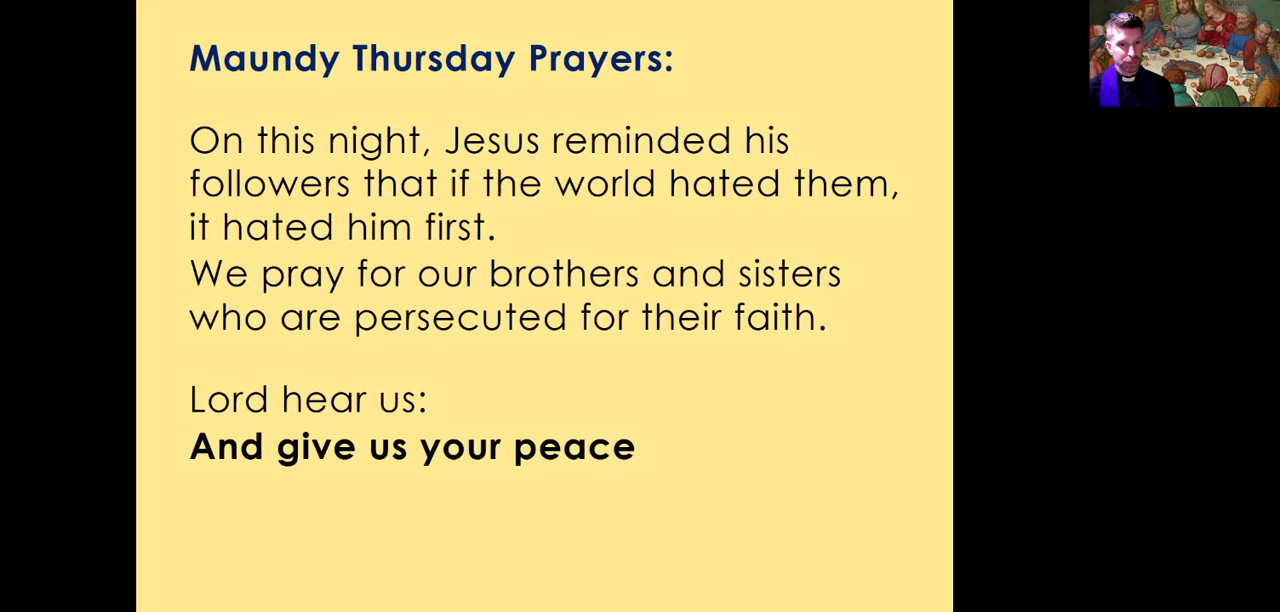 Maundy Thursday Prayers:
On this night, Jesus reminded his
followers that if the world hated them,
it hated him first.
We pray for our brothers and sisters
who are persecuted for their faith.
Lord hear us:
And give us your peace